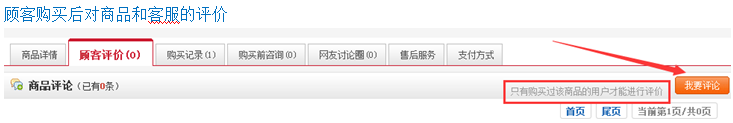 顾客购买后对商品和客服的评价
商品详情 顾客评价(0) 购买记录(1) 购买前咨询(0) 网友讨论圈(0) 售后服务 支付方式
商品评论 (已有0条) 只有购买过该商品的用户才能进行评价 我要评论
首页 尾页 当前第1页/共0页